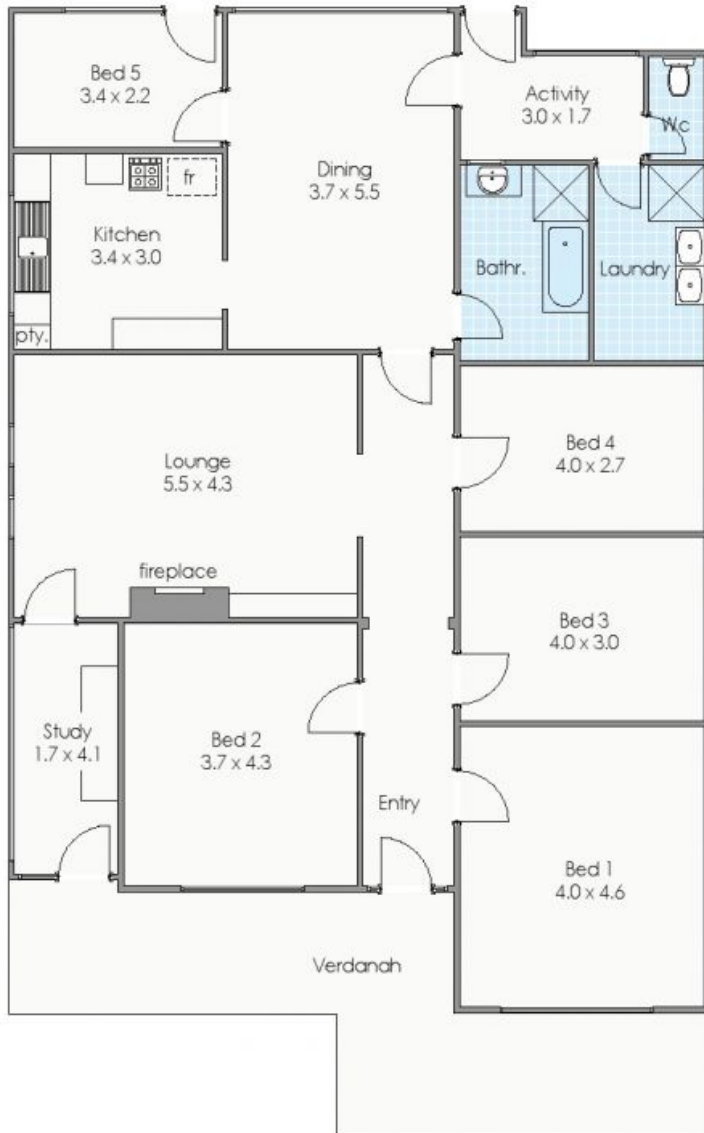 Bed 5
3.4 x 2.2
Activity
3.0 x 1.7
Wc
Dining
3.7 x 5.5
fr
Kitchen
3.4 x 3.0
Bathr.
Laundry
pty.
Bed 4
4.0 x 2.7
Lounge
5.5 x 4.3
fireplace
Bed 3
4.0 x 3.0
Study
1.7 x 4.1
Bed 2
3.7 x 4.3
Entry
Bed 1
4.0 x 4.6
Verdanah